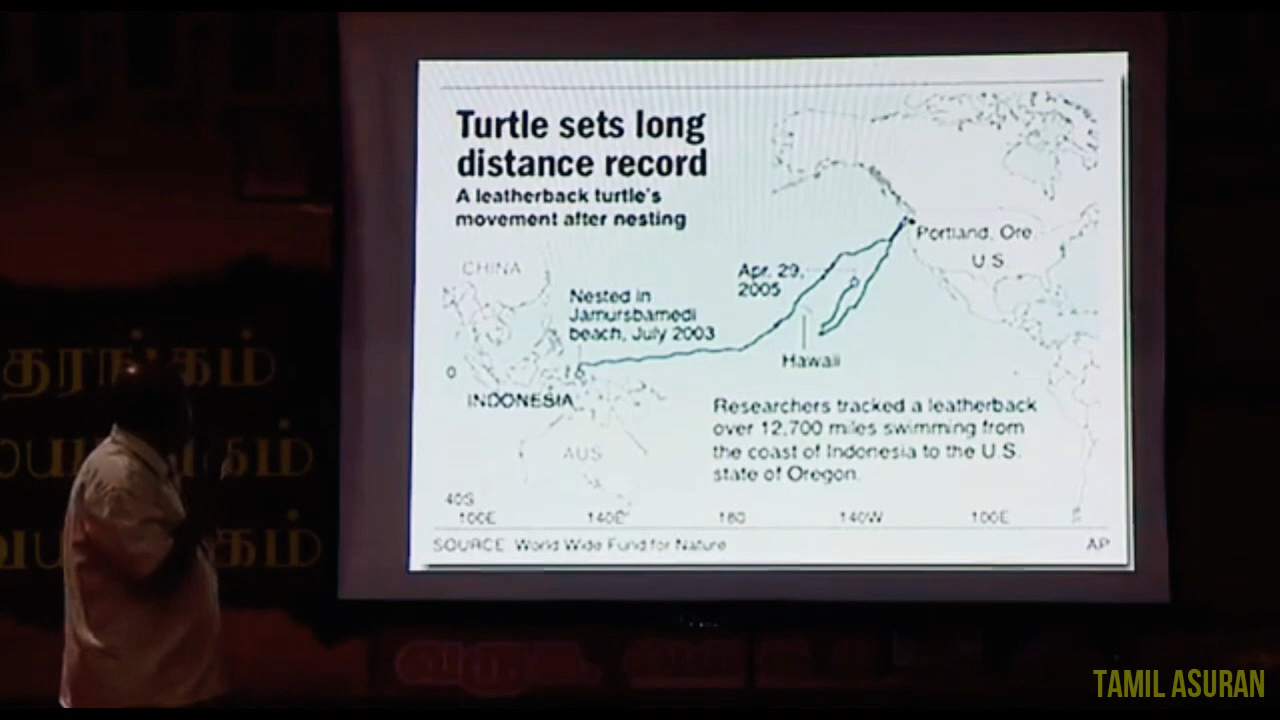 Turtle sets long
distance record
A leatherback turtle's
movement after nesting
CHINA
Nested in
Jamursbamedi
beach, July 2003
Apr. 29,
2005
Portland, Ore.
U.S.
Hawaii
0
INDONESIA
AUS
Researchers tracked a leatherback
over 12,700 miles swimming from
the coast of Indonesia to the U.S.
state of Oregon.
40S
100E 140E 180 140W 100E
SOURCE: World Wide Fund for Nature AP
தரங்கம்
கம்
TAMIL ASURAN